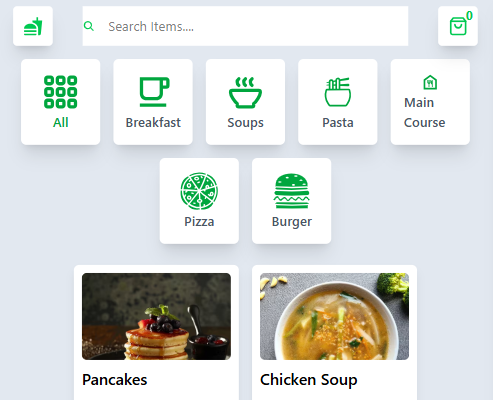 Search Items....
0
All
Breakfast
Soups
Pasta
Main
Course
Pizza
Burger
Pancakes
Chicken Soup